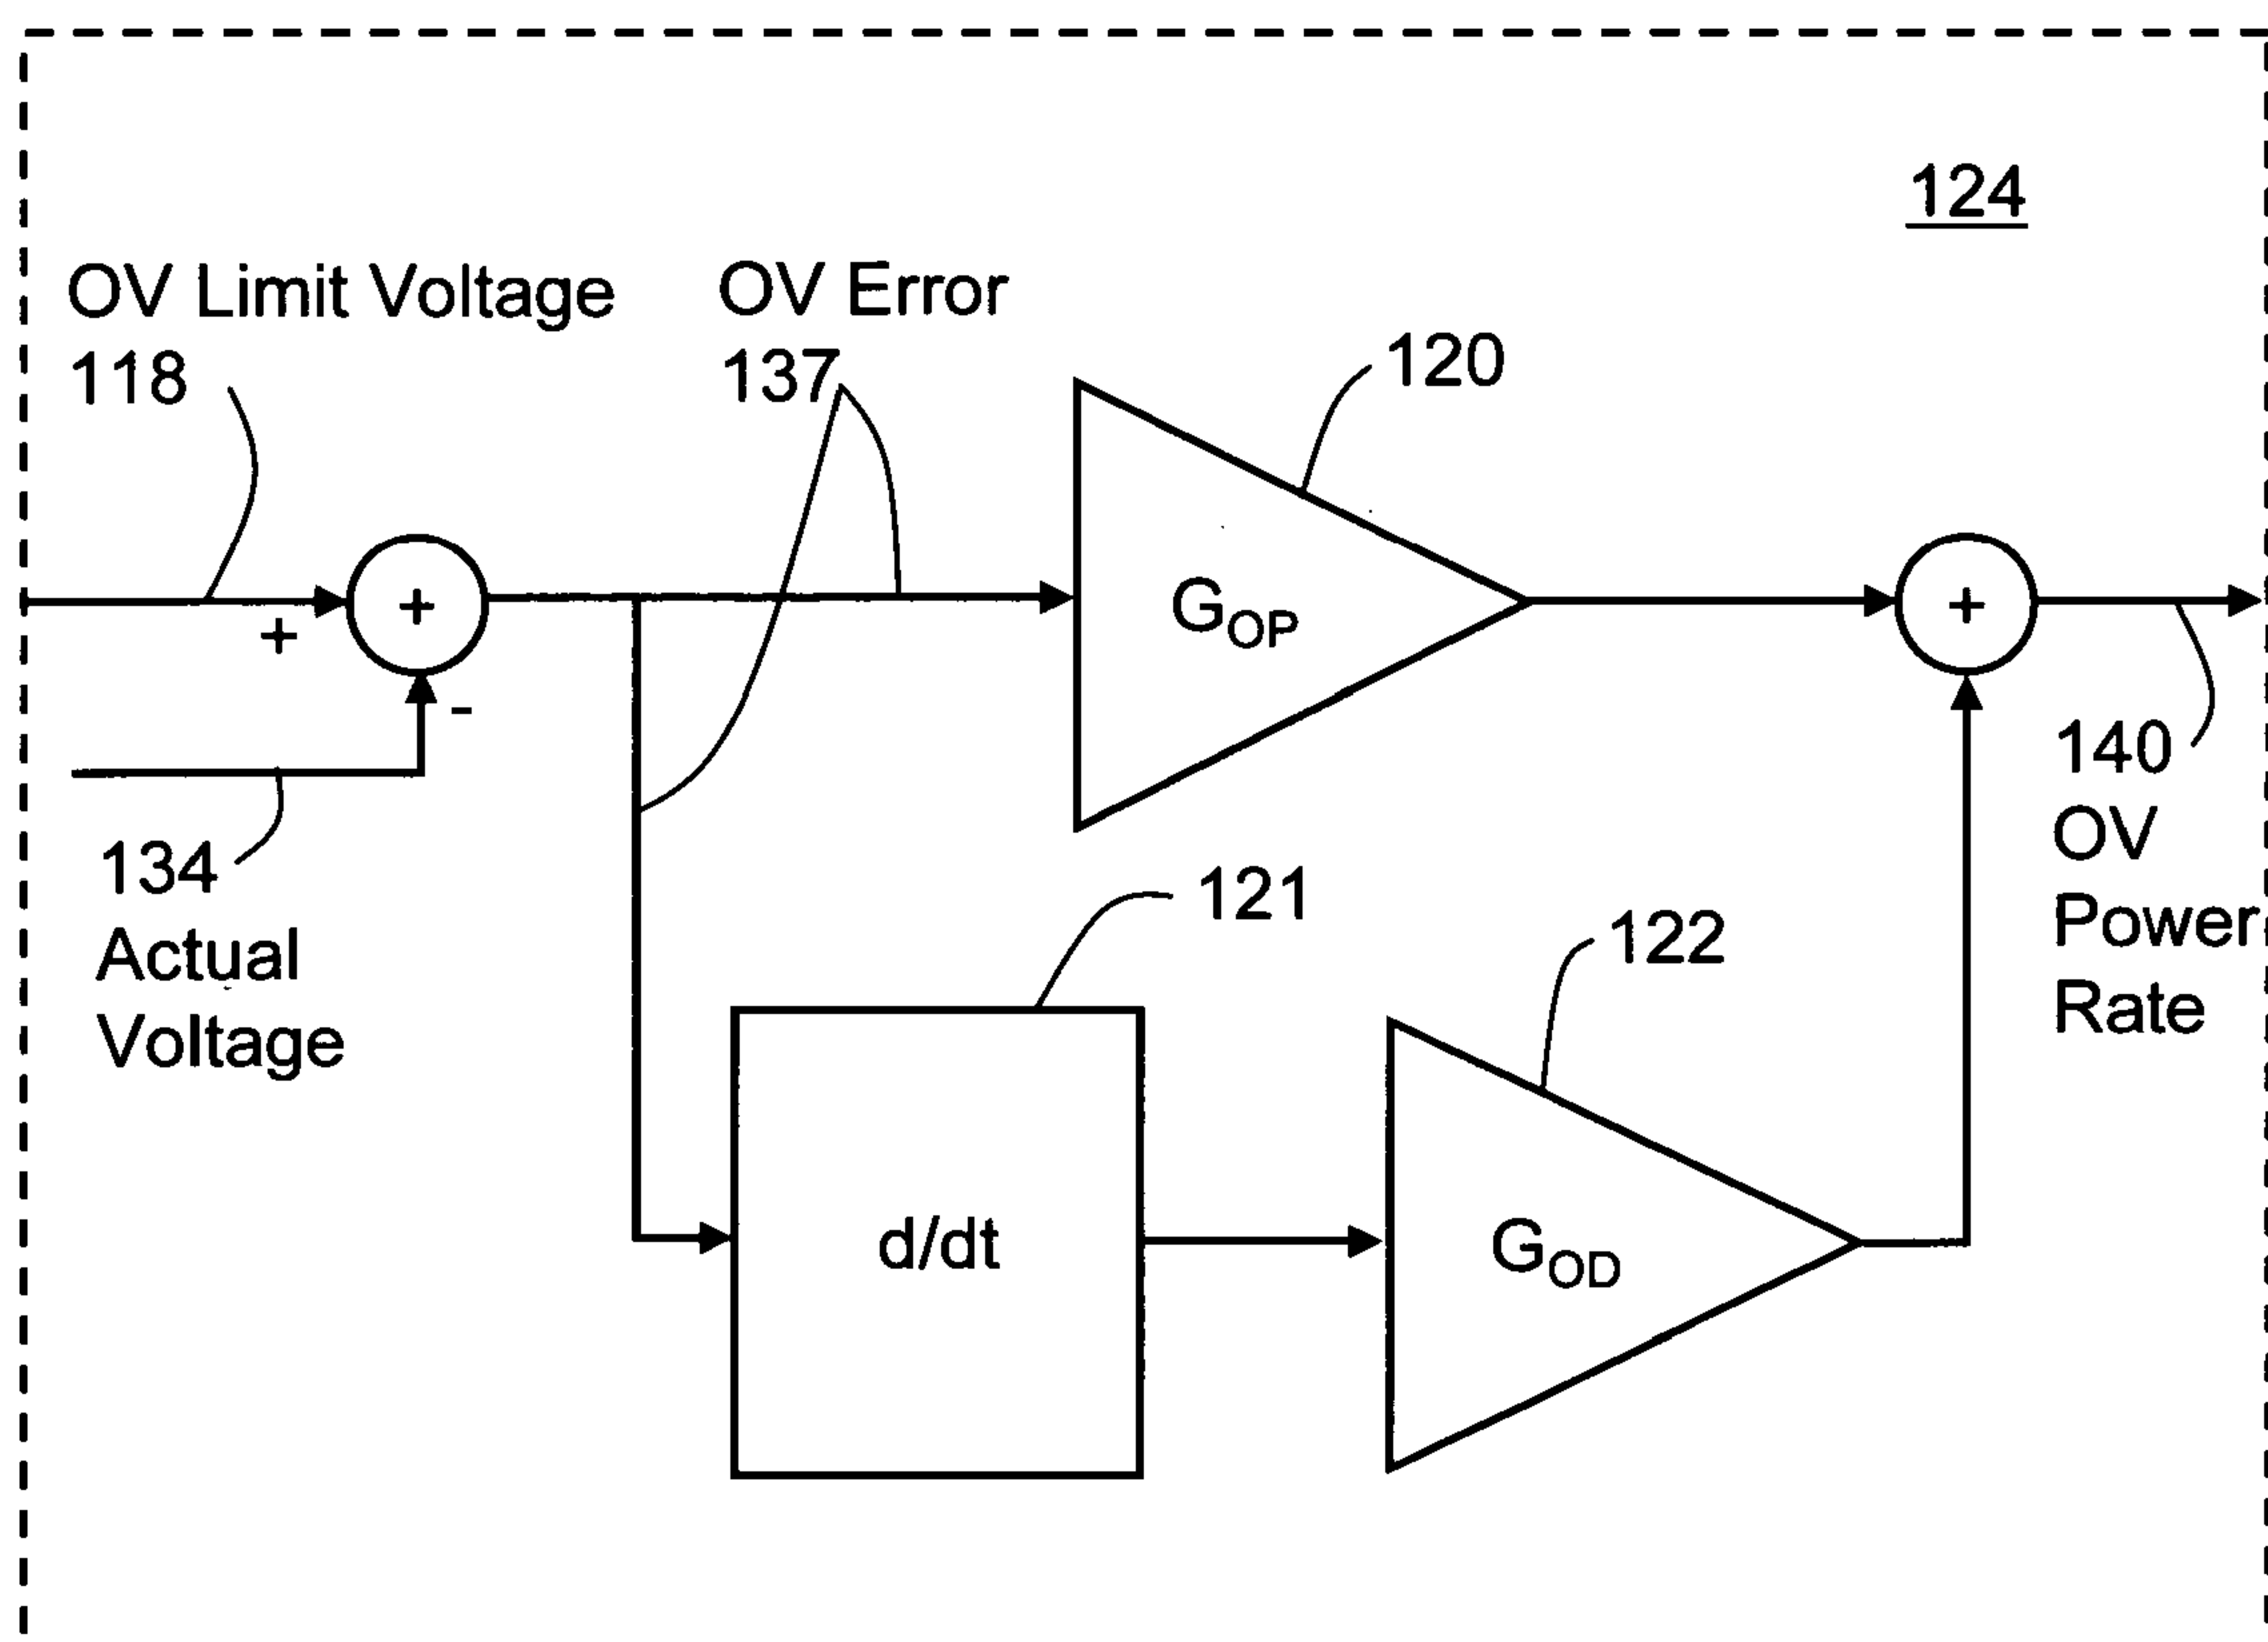 124
OV Limit Voltage
118
OV Error
137
120
+
+
-
G_OP
+
134
Actual
Voltage
140
OV
Power
Rate
121
122
d/dt
G_OD